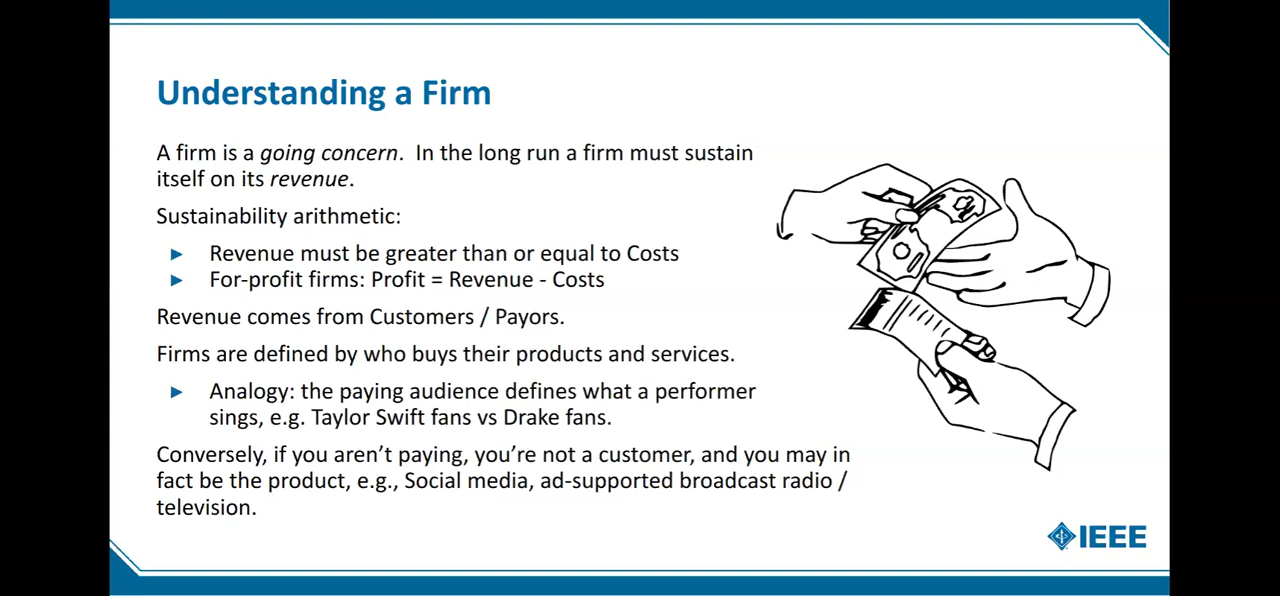 Understanding a Firm
A firm is a going concern.  In the long run a firm must sustain
itself on its revenue.
Sustainability arithmetic:
► Revenue must be greater than or equal to Costs
► For-profit firms: Profit = Revenue - Costs
Revenue comes from Customers / Payors.
Firms are defined by who buys their products and services.
► Analogy: the paying audience defines what a performer
sings, e.g. Taylor Swift fans vs Drake fans.
Conversely, if you aren’t paying, you’re not a customer, and you may in
fact be the product, e.g., Social media, ad-supported broadcast radio /
television.
IEEE